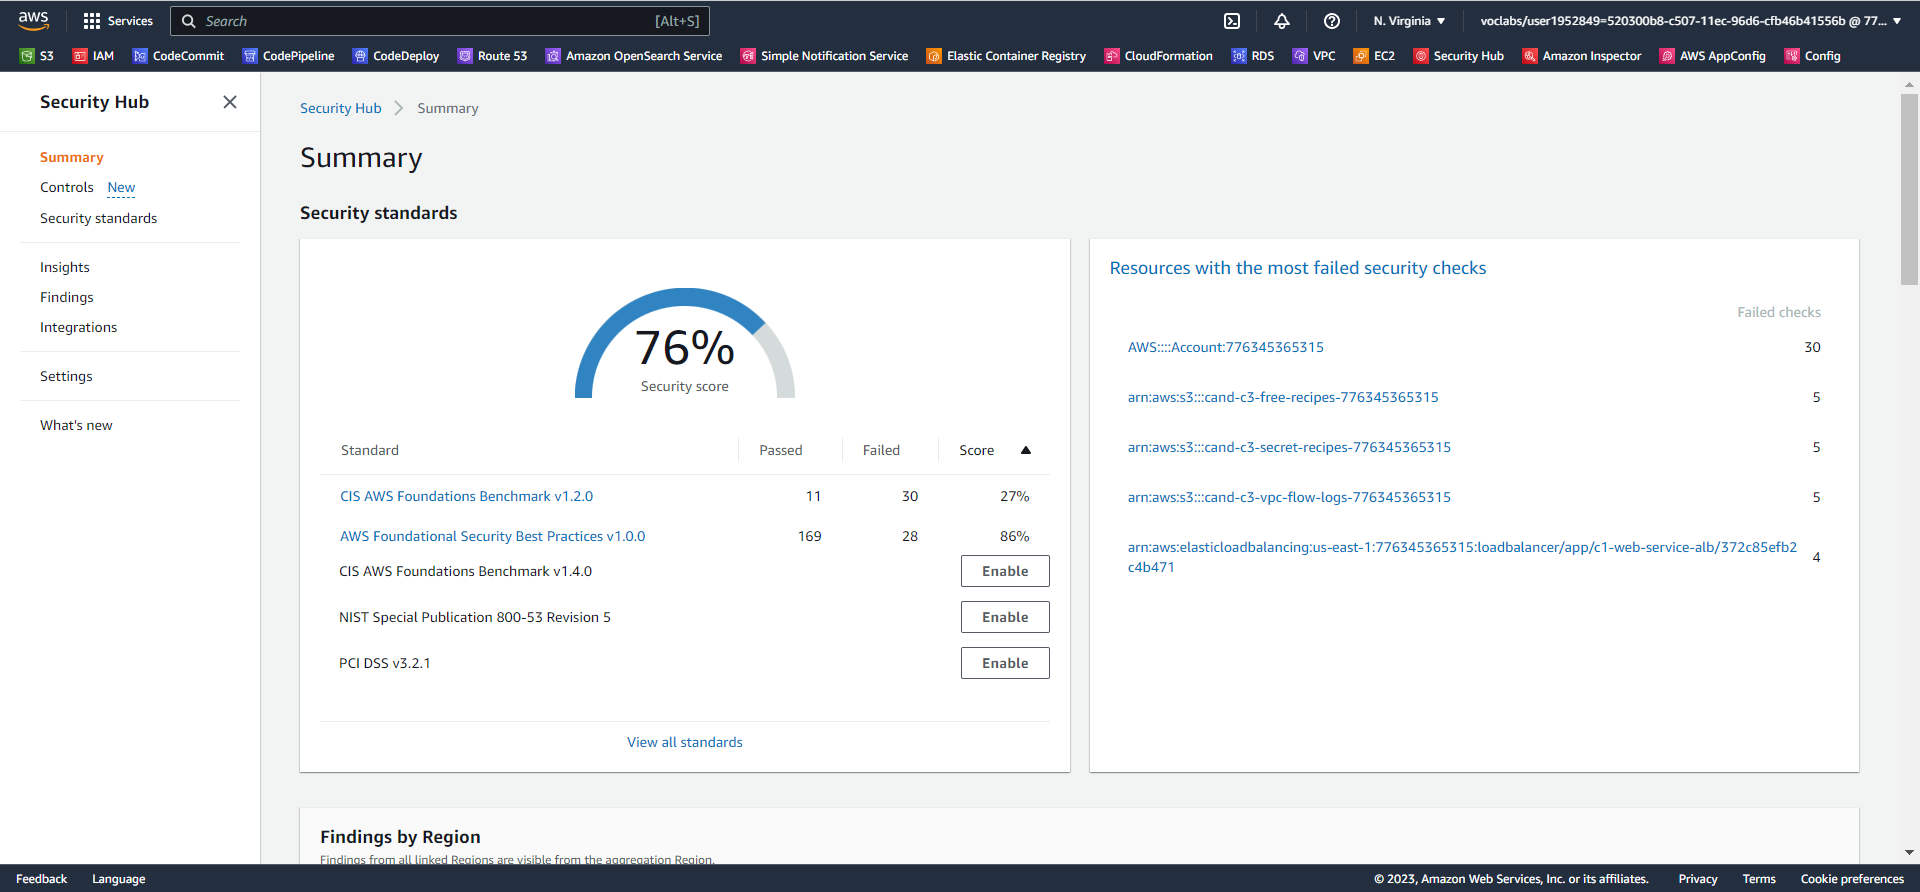 aws Services Search [Alt+S] N. Virginia voclabs/user1952849=520300b8-c507-11ec-96d6-cfb46b41556b @ 77...
S3 IAM CodeCommit CodePipeline CodeDeploy Route 53 Amazon OpenSearch Service Simple Notification Service Elastic Container Registry CloudFormation RDS VPC EC2 Security Hub Amazon Inspector AWS AppConfig Config
Security Hub
Summary
Controls New
Security standards
Insights
Findings
Integrations
Settings
What's new
Security Hub Summary
Summary
Security standards
76%
Security score
Standard Passed Failed Score
CIS AWS Foundations Benchmark v1.2.0 11 30 27%
AWS Foundational Security Best Practices v1.0.0 169 28 86%
CIS AWS Foundations Benchmark v1.4.0 Enable
NIST Special Publication 800-53 Revision 5 Enable
PCI DSS v3.2.1 Enable
View all standards
Resources with the most failed security checks
Failed checks
AWS::::Account:776345365315 30
arn:aws:s3:::cand-c3-free-recipes-776345365315 5
arn:aws:s3:::cand-c3-secret-recipes-776345365315 5
arn:aws:s3:::cand-c3-vpc-flow-logs-776345365315 5
arn:aws:elasticloadbalancing:us-east-1:776345365315:loadbalancer/app/c1-web-service-alb/372c85efb2
c4b471 4
Findings by Region
Findings from all linked Regions are visible from the aggregation Region.
Feedback Language © 2023, Amazon Web Services, Inc. or its affiliates. Privacy Terms Cookie preferences